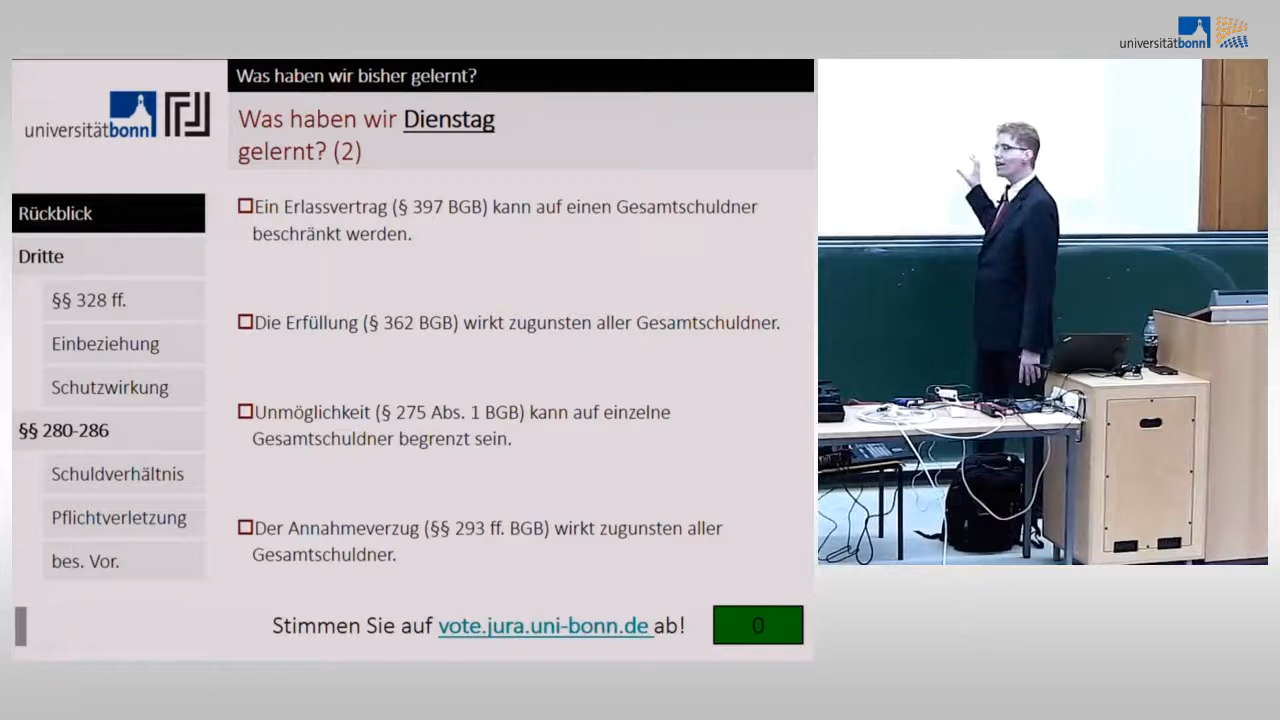 universitätbonn
Was haben wir bisher gelernt?
universitätbonn
Was haben wir Dienstag
gelernt? (2)
Rückblick
Dritte
§§ 328 ff.
Einbeziehung
Schutzwirkung
§§ 280-286
Schuldverhältnis
Pflichtverletzung
bes. Vor.
Ein Erlassvertrag (§ 397 BGB) kann auf einen Gesamtschuldner
beschränkt werden.
Die Erfüllung (§ 362 BGB) wirkt zugunsten aller Gesamtschuldner.
Unmöglichkeit (§ 275 Abs. 1 BGB) kann auf einzelne
Gesamtschuldner begrenzt sein.
Der Annahmeverzug (§§ 293 ff. BGB) wirkt zugunsten aller
Gesamtschuldner.
Stimmen Sie auf vote.jura.uni-bonn.de ab!
0